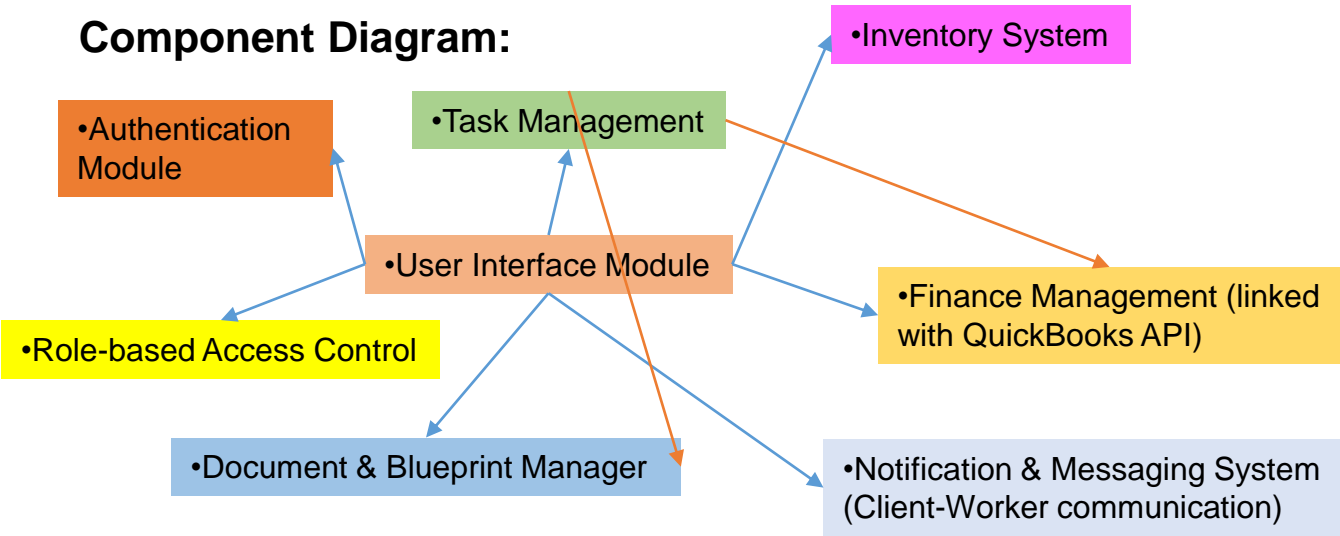 Component Diagram:
•Inventory System
•Authentication
Module
•Task Management
•User Interface Module
•Finance Management (linked
with QuickBooks API)
•Role-based Access Control
•Document & Blueprint Manager
•Notification & Messaging System
(Client-Worker communication)